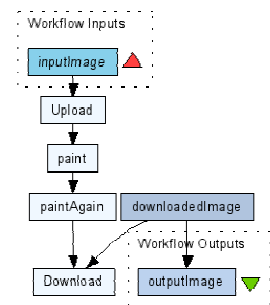 Workflow Inputs
inputImage
Upload
paint
paintAgain
downloadedImage
Workflow Outputs
Download
outputImage